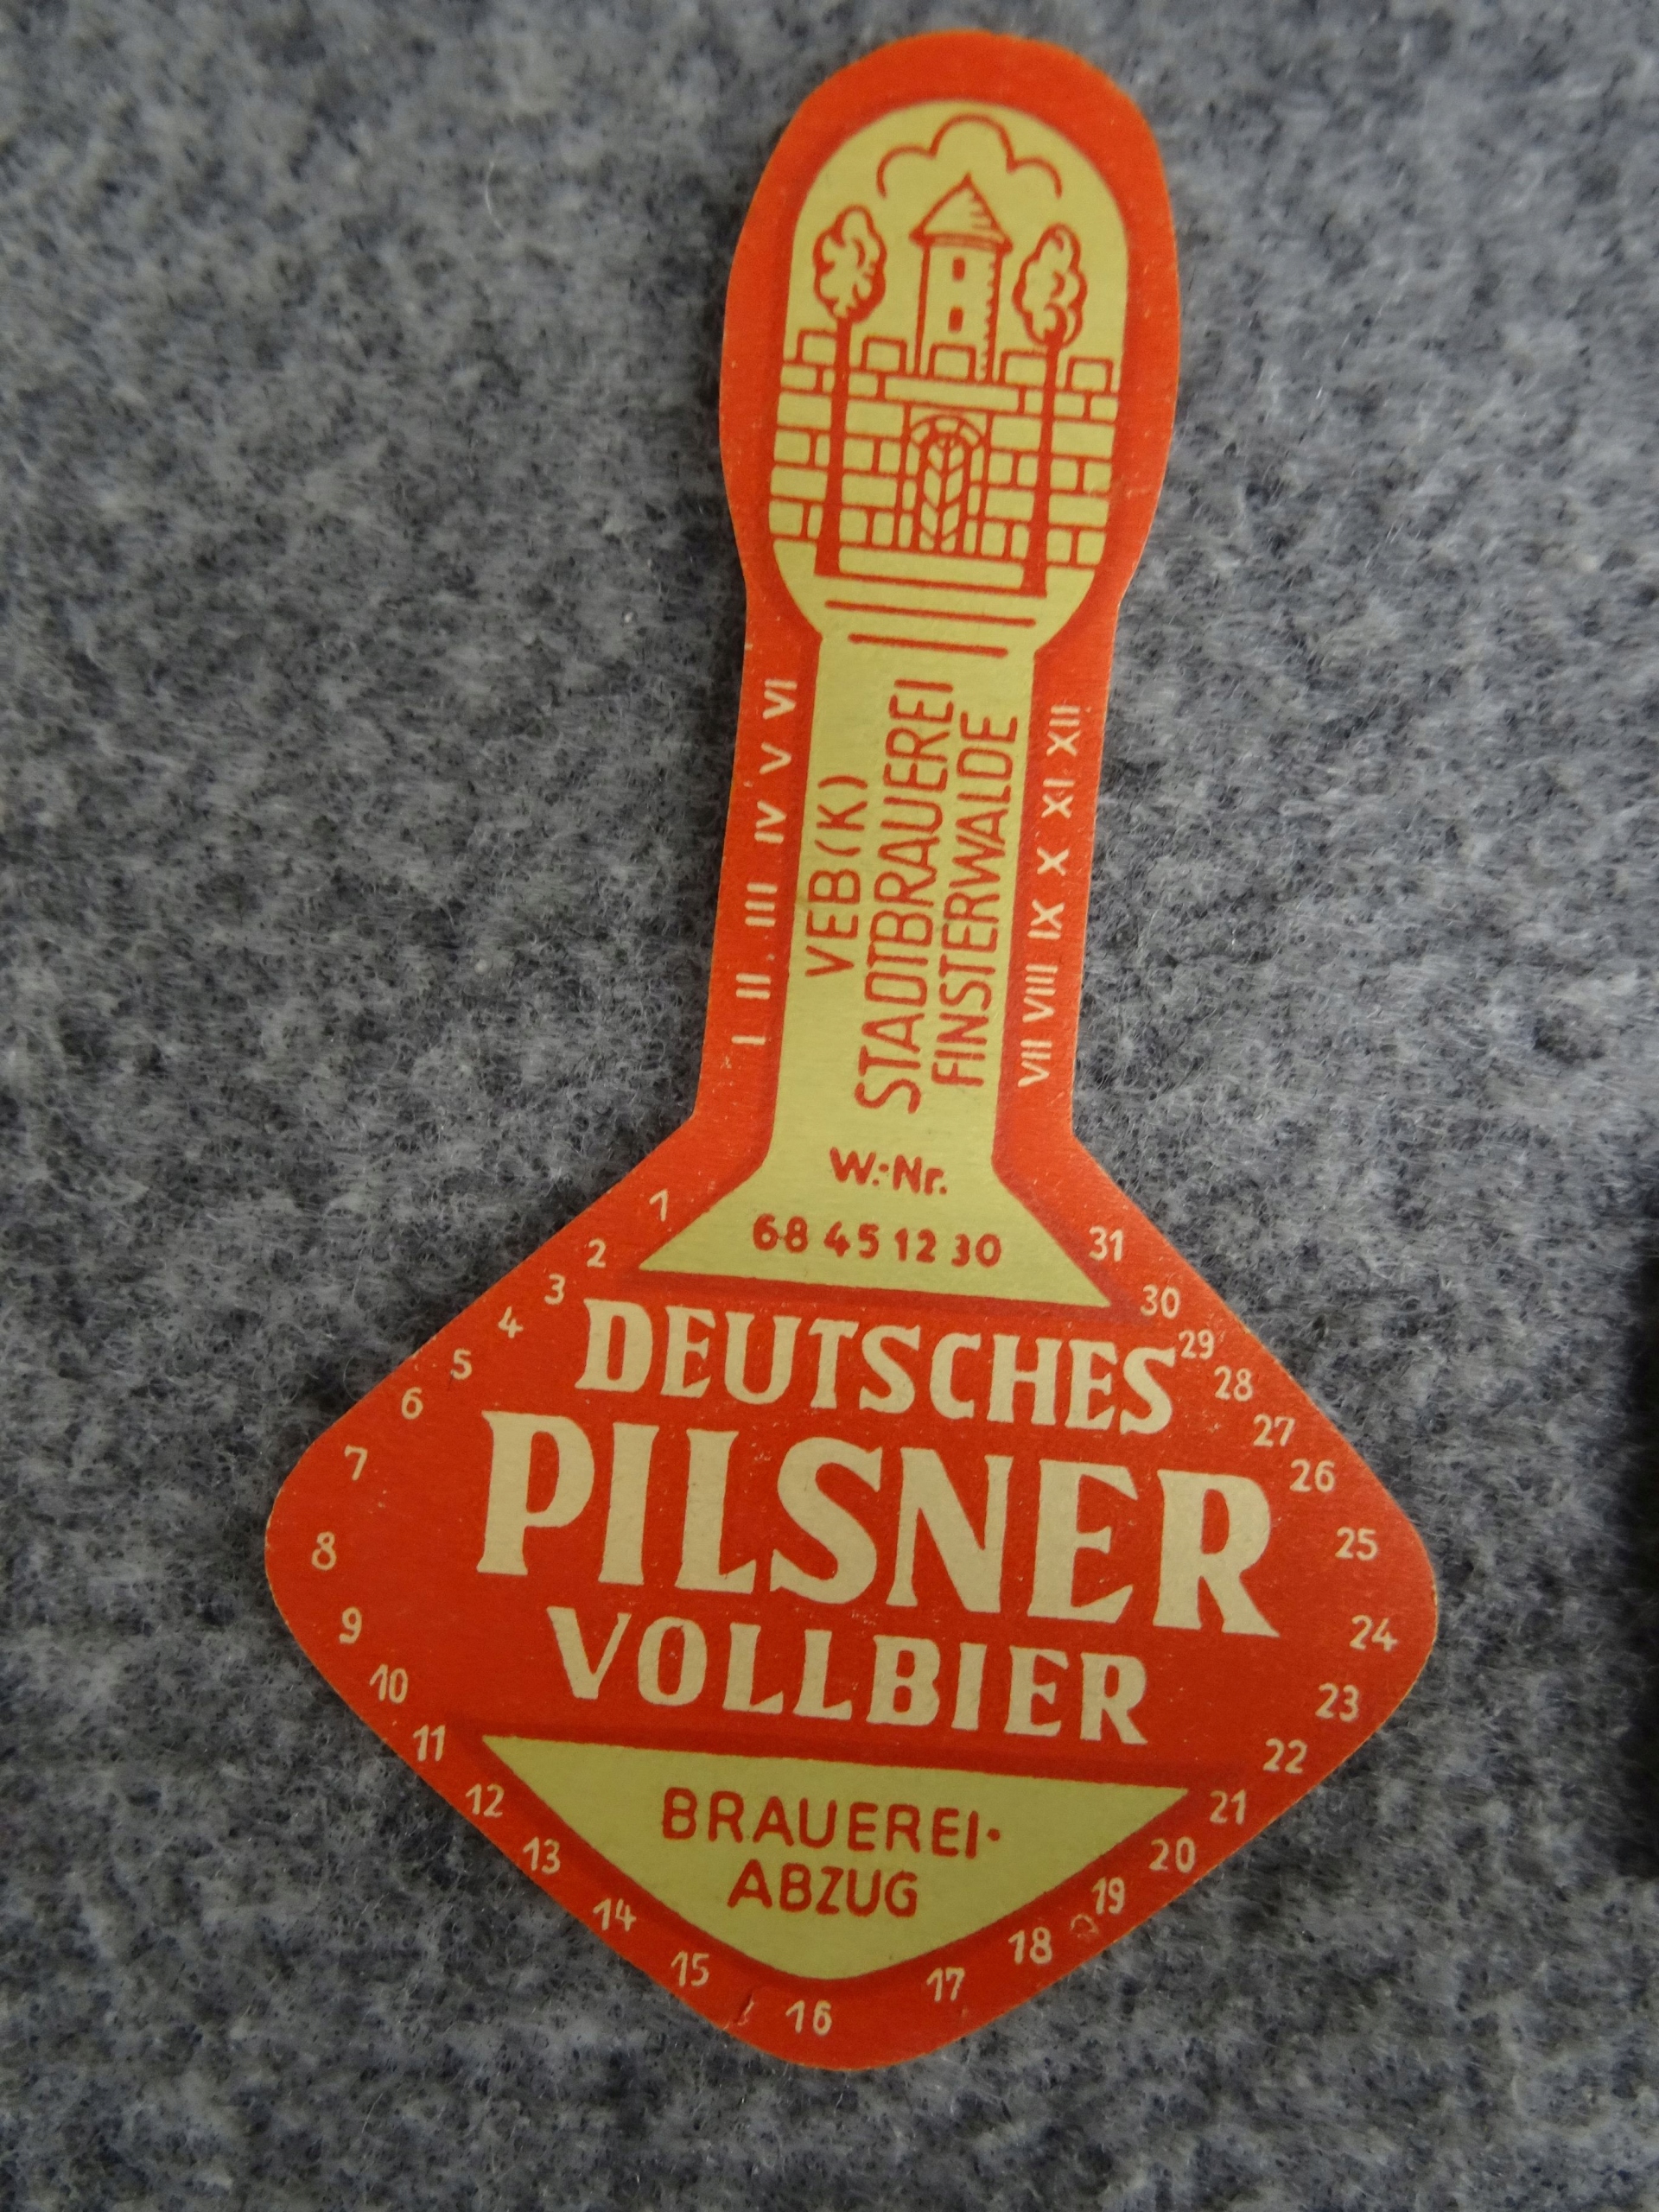 I II. III IV V VI
VEB (K)
STADTBRAUEREI
FINSTERWALDE
VII VIII IX X XI XII
W.-Nr.
68 45 12 30
DEUTSCHES
PILSNER
VOLLBIER
BRAUEREI-
ABZUG
1
2
3
4
5
6
7
8
9
10
11
12
13
14
15
16
17
18
19
20
21
22
23
24
25
26
27
28
29
30
31